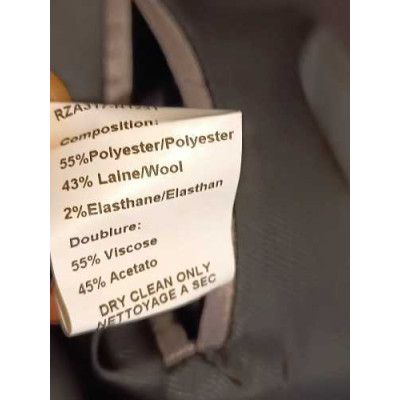 Composition:
55%Polyester/Polyester
43% Laine/Wool
2%Elasthane/Elasthan
Doublure:
55% Viscose
45% Acetato
DRY CLEAN ONLY
NETTOYAGE A SEC